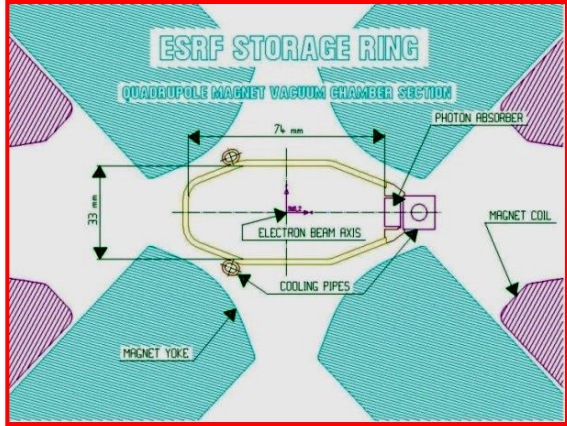 ESRF STORAGE RING
QUADRUPOLE MAGNET VACUUM CHAMBER SECTION
74 mm
PHOTON ABSORBER
33 mm
MAGNET COIL
ELECTRON BEAM AXIS
COOLING PIPES
MAGNET YOKE